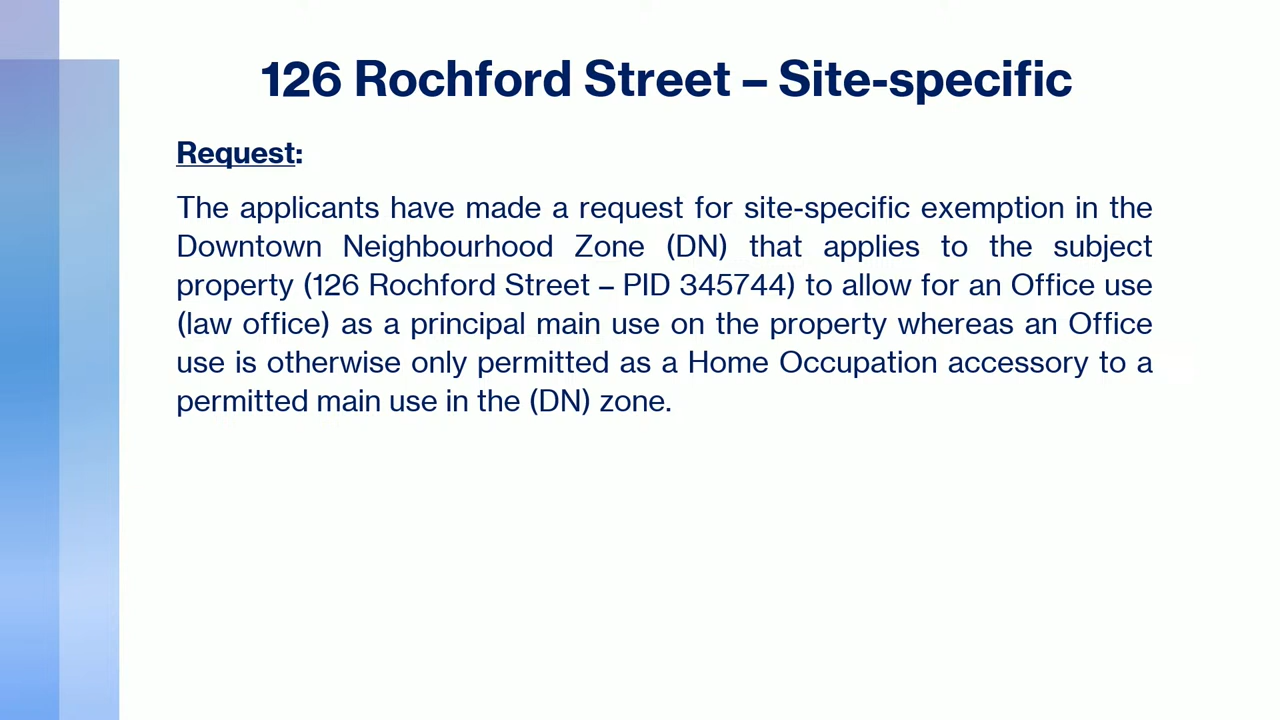 126 Rochford Street – Site-specific
Request:
The applicants have made a request for site-specific exemption in the
Downtown Neighbourhood Zone (DN) that applies to the subject
property (126 Rochford Street – PID 345744) to allow for an Office use
(law office) as a principal main use on the property whereas an Office
use is otherwise only permitted as a Home Occupation accessory to a
permitted main use in the (DN) zone.